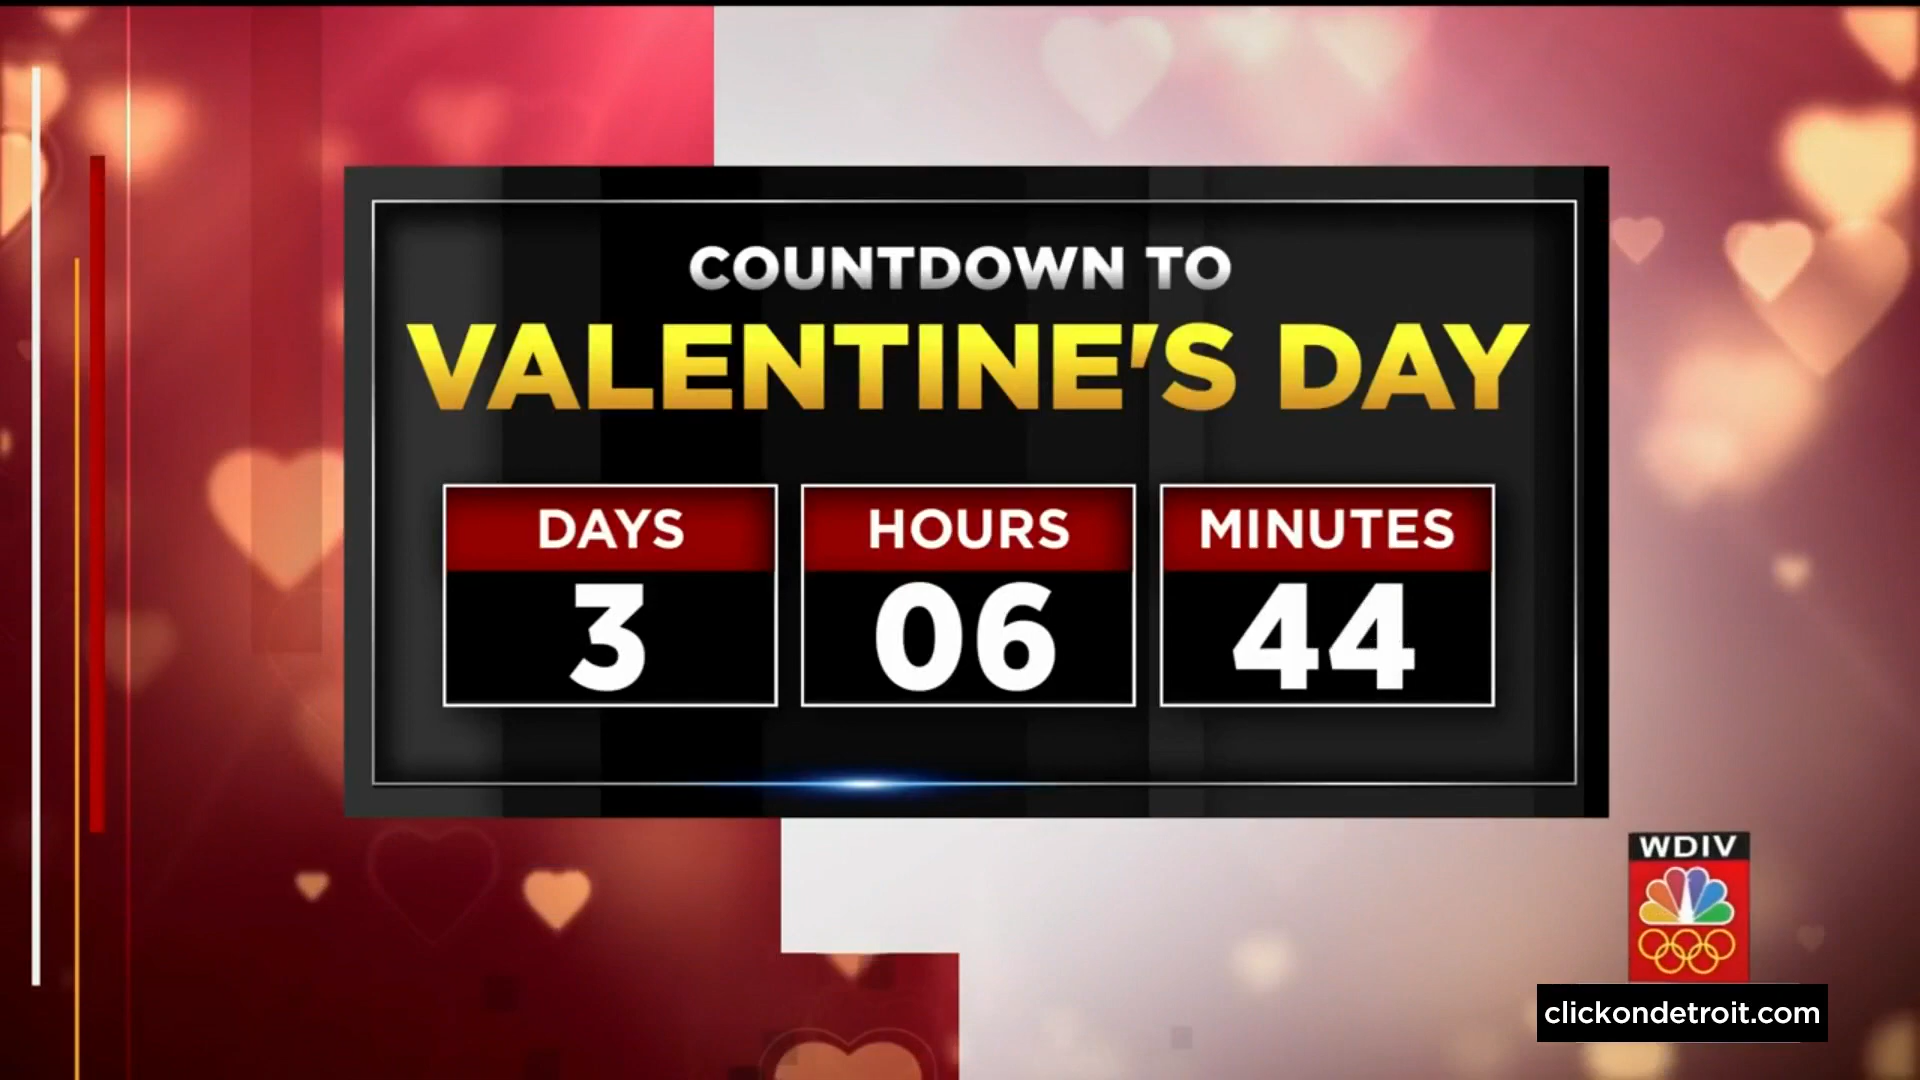 COUNTDOWN TO
VALENTINE'S DAY
DAYS HOURS MINUTES
3 06 44
WDIV
clickondetroit.com